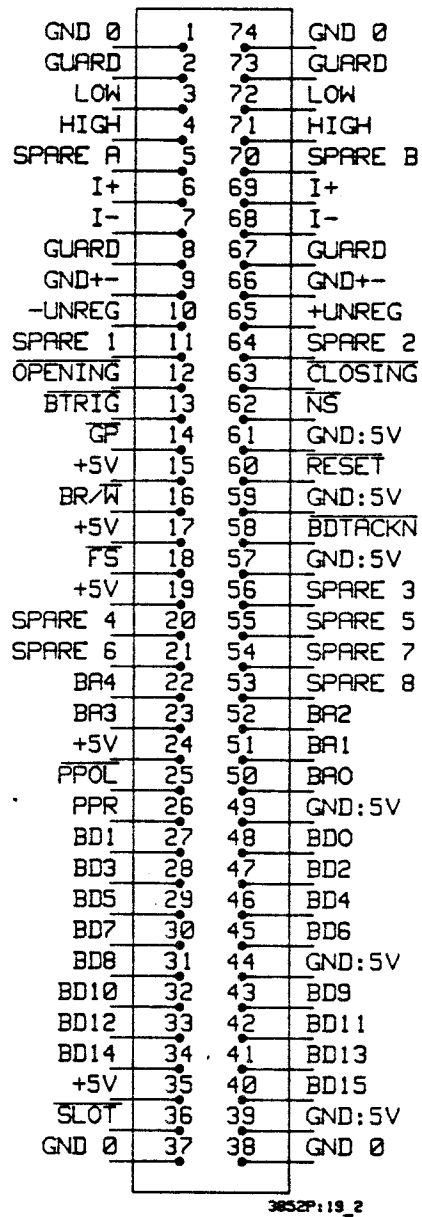 GND 0 1 74 GND 0
GUARD 2 73 GUARD
LOW 3 72 LOW
HIGH 4 71 HIGH
SPARE A 5 70 SPARE B
I+ 6 69 I+
I- 7 68 I-
GUARD 8 67 GUARD
GND+- 9 66 GND+-
-UNREG 10 65 +UNREG
SPARE 1 11 64 SPARE 2
OPENING 12 63 CLOSING
BTRIG 13 62 NS
GP 14 61 GND:5V
+5V 15 60 RESET
BR/W 16 59 GND:5V
+5V 17 58 BDTACKN
FS 18 57 GND:5V
+5V 19 56 SPARE 3
SPARE 4 20 55 SPARE 5
SPARE 6 21 54 SPARE 7
BA4 22 53 SPARE 8
BA3 23 52 BA2
+5V 24 51 BA1
PPOL 25 50 BA0
PPR 26 49 GND:5V
BD1 27 48 BD0
BD3 28 47 BD2
BD5 29 46 BD4
BD7 30 45 BD6
BD8 31 44 GND:5V
BD10 32 43 BD9
BD12 33 42 BD11
BD14 34 41 BD13
+5V 35 40 BD15
SLOT 36 39 GND:5V
GND 0 37 38 GND 0
3852P:19_2